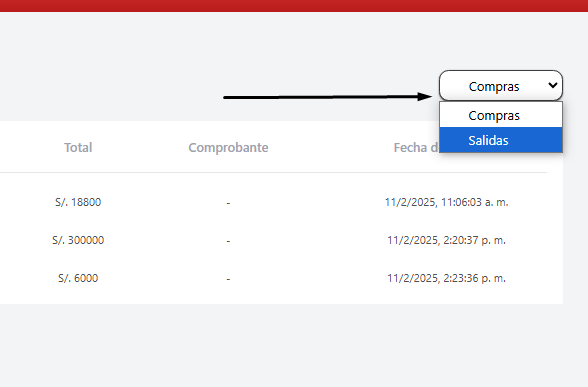 Compras
Compras
Salidas
Total Comprobante Fecha d
S/. 18800 - 11/2/2025, 11:06:03 a. m.
S/. 300000 - 11/2/2025, 2:20:37 p. m.
S/. 6000 - 11/2/2025, 2:23:36 p. m.